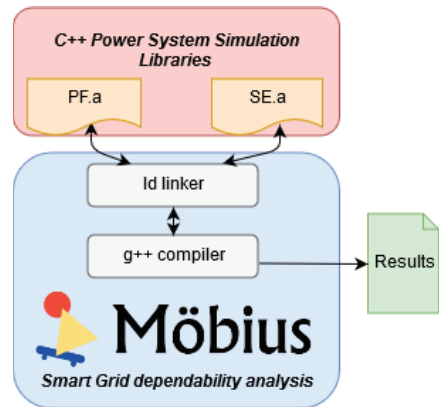 C++ Power System Simulation
Libraries
PF.a
SE.a
ld linker
g++ compiler
Results
Möbius
Smart Grid dependability analysis